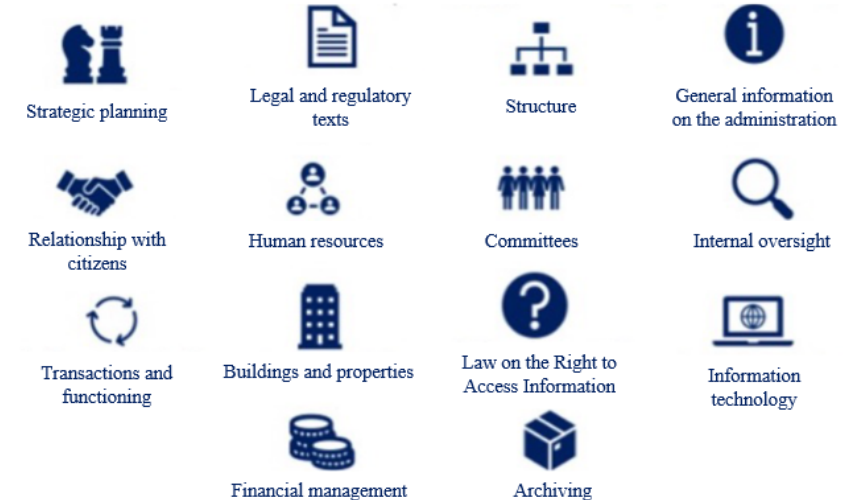 Strategic planning
Legal and regulatory
texts
Structure
General information
on the administration
Relationship with
citizens
Human resources
Committees
Internal oversight
Transactions and
functioning
Buildings and properties
Law on the Right to
Access Information
Information
technology
Financial management
Archiving